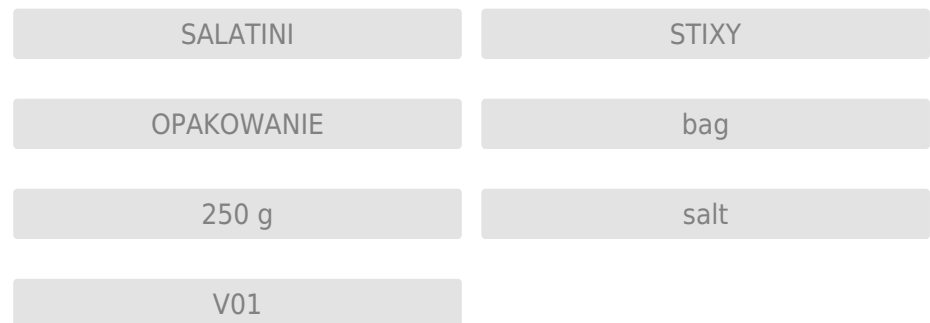 SALATINI
STIXY
OPAKOWANIE
bag
250 g
salt
V01